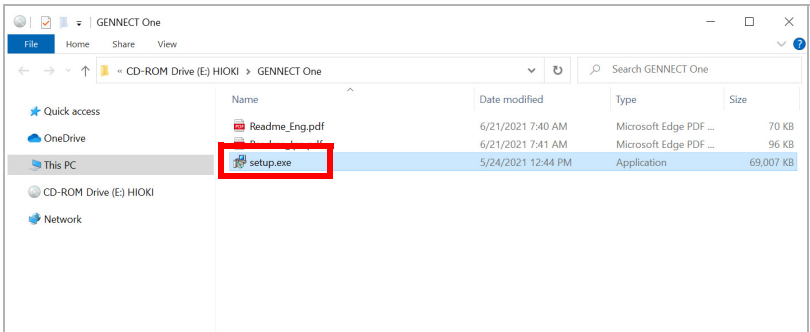 GENNECT One
File Home Share View
« CD-ROM Drive (E:) HIOKI > GENNECT One
Search GENNECT One
Name Date modified Type Size
Quick access
OneDrive
This PC
CD-ROM Drive (E:) HIOKI
Network
Readme_Eng.pdf 6/21/2021 7:40 AM Microsoft Edge PDF ... 70 KB
6/21/2021 7:41 AM Microsoft Edge PDF ... 96 KB
setup.exe 5/24/2021 12:44 PM Application 69,007 KB